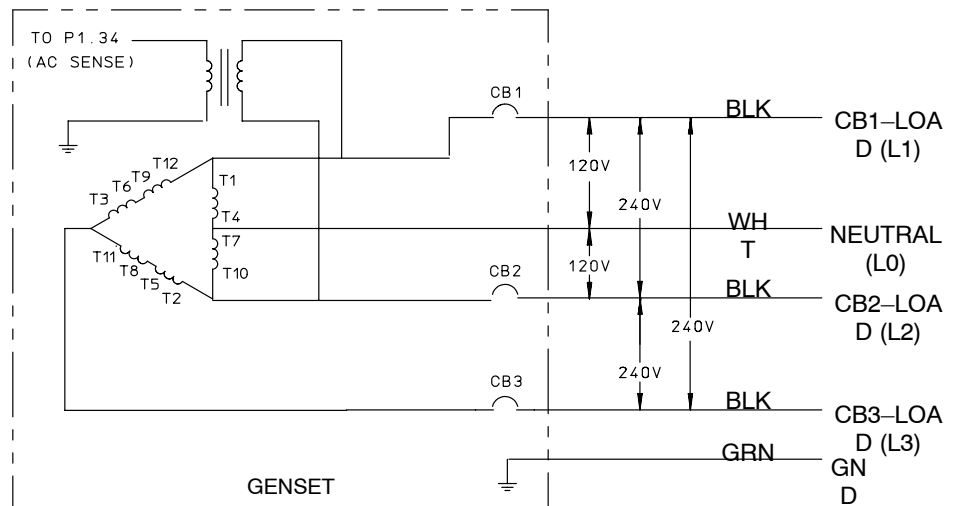 TO P1.34
(AC SENSE)
CB1
BLK
CB1–LOA
D (L1)
T12
T9
T6
T3
T1
T4
120V
240V
WH
T
NEUTRAL
(L0)
T7
T10
T11
T8
T5
T2
120V
CB2
BLK
CB2–LOA
D (L2)
240V
240V
CB3
BLK
CB3–LOA
D (L3)
GRN
GN
D
GENSET